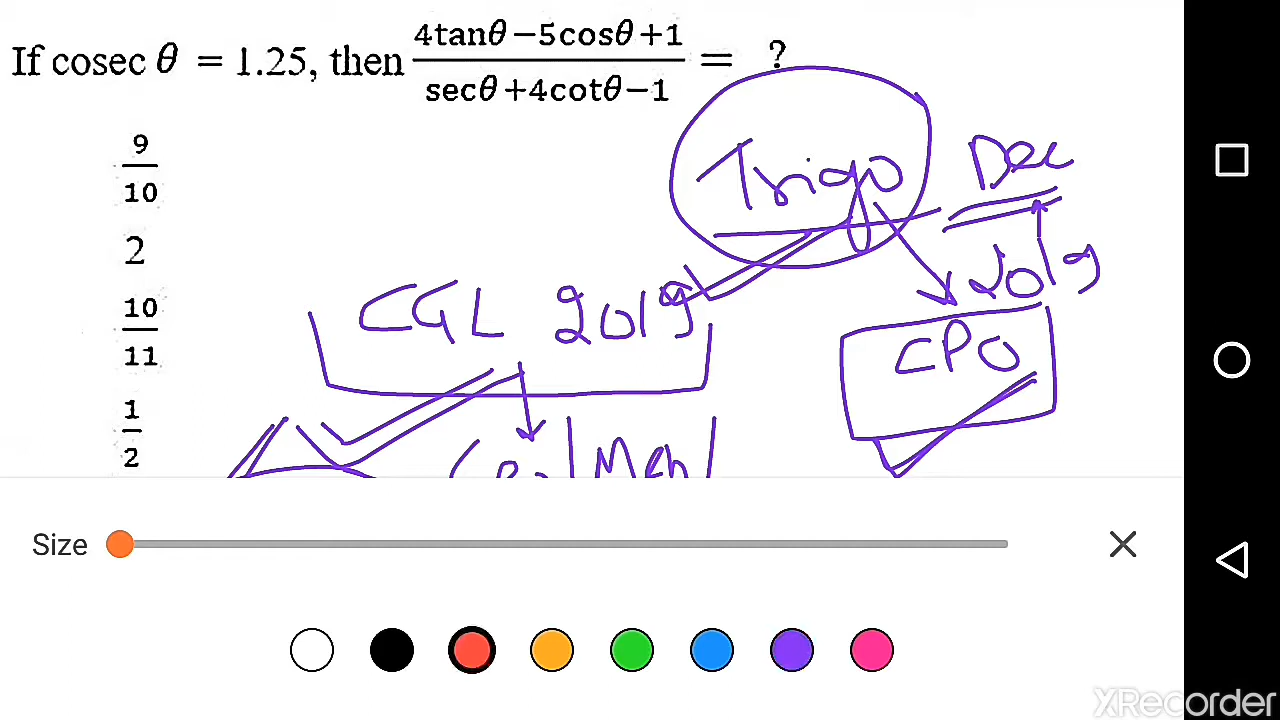 If cosec θ = 1.25, then (4tanθ−5cosθ+1)/(secθ+4cotθ−1) = ?
9/10
2
10/11
1/2
Trigo
Dec
2019
CGL 2019
CPO
Size
XRecorder